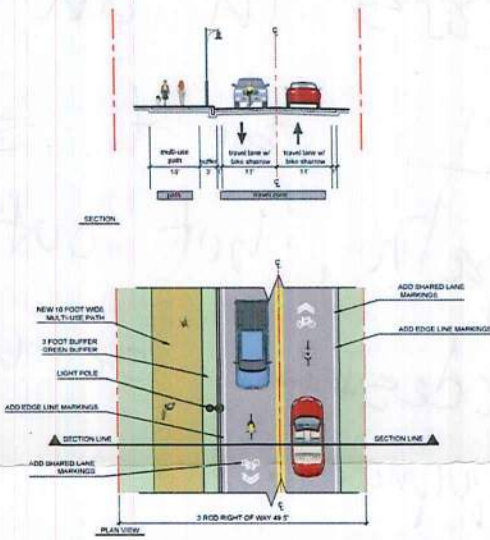 multi-use
path
10'
buffer
3'
travel lane w/
bike sharrow
11'
travel lane w/
bike sharrow
11'
path
travel zone
SECTION
NEW 10 FOOT WIDE
MULTI-USE PATH
3 FOOT BUFFER
GREEN BUFFER
LIGHT POLE
ADD EDGE LINE MARKINGS
SECTION LINE
ADD SHARED LANE
MARKINGS
ADD SHARED LANE
MARKINGS
ADD EDGE LINE MARKINGS
SECTION LINE
3 ROD RIGHT OF WAY 49.5'
PLAN VIEW